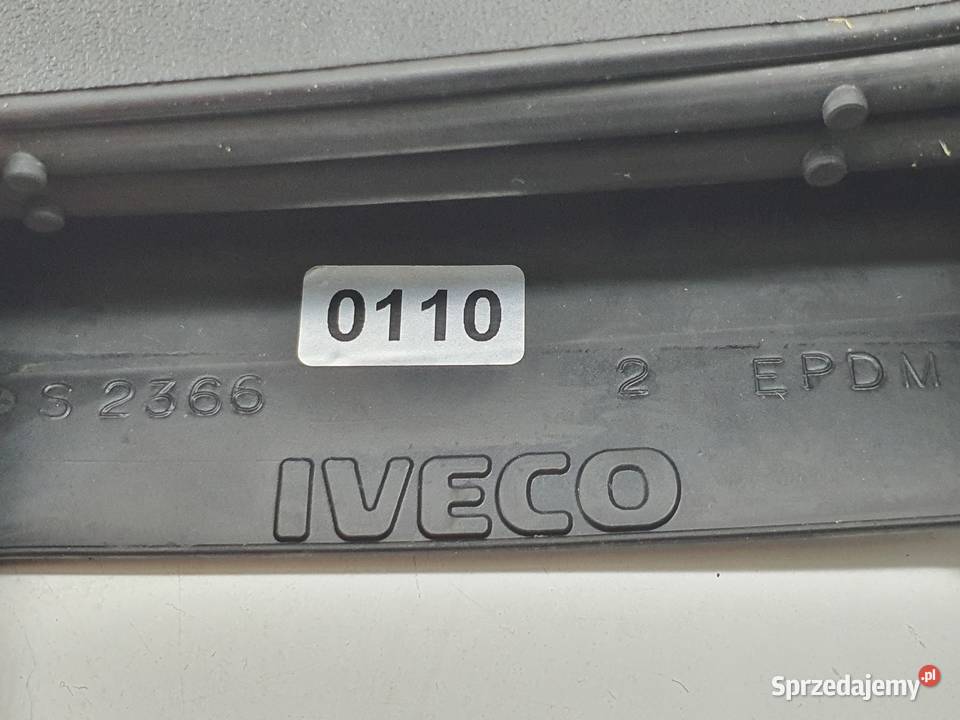 0110
S 2366 2 EPDM
IVECO
Sprzedajemy.pl